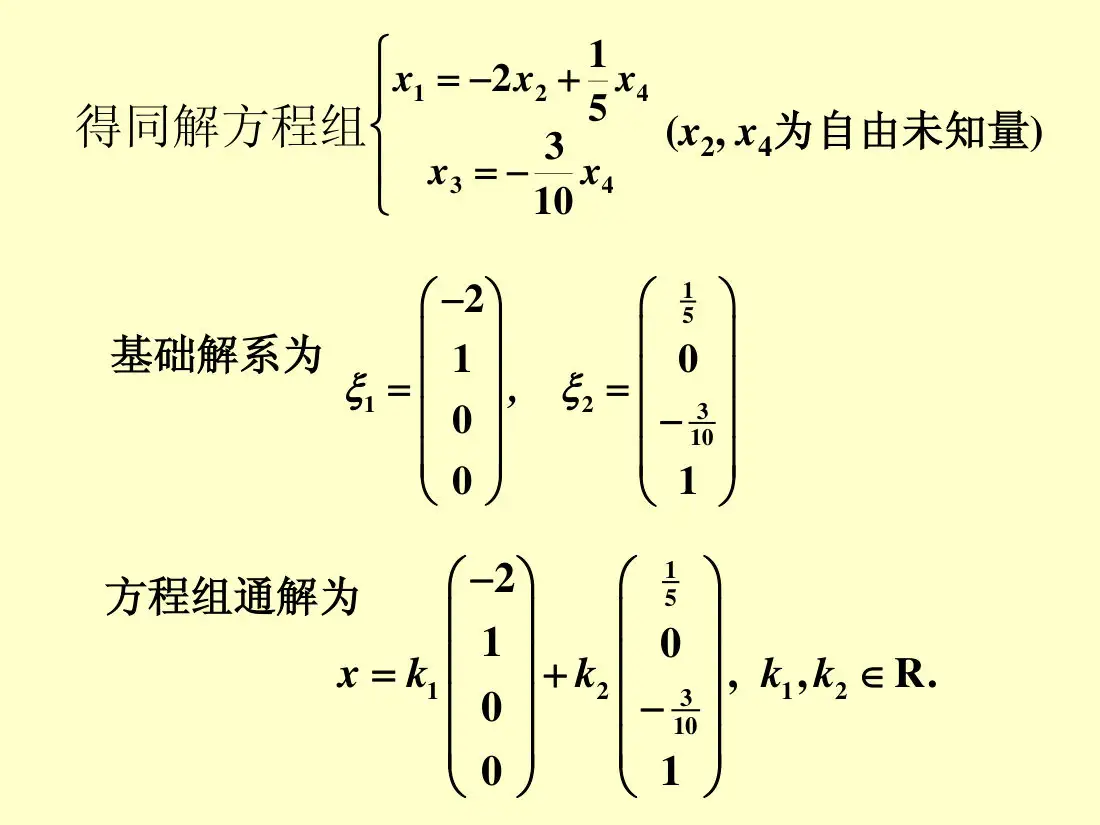 得同解方程组 { x₁ = −2x₂ + 1/5 x₄
x₃ = − 3/10 x₄ (x₂, x₄为自由未知量)
基础解系为 ξ₁ = (−2 1 0 0), ξ₂ = (1/5 0 −3/10 1)
方程组通解为
x = k₁ (−2 1 0 0) + k₂ (1/5 0 −3/10 1), k₁, k₂ ∈ R.